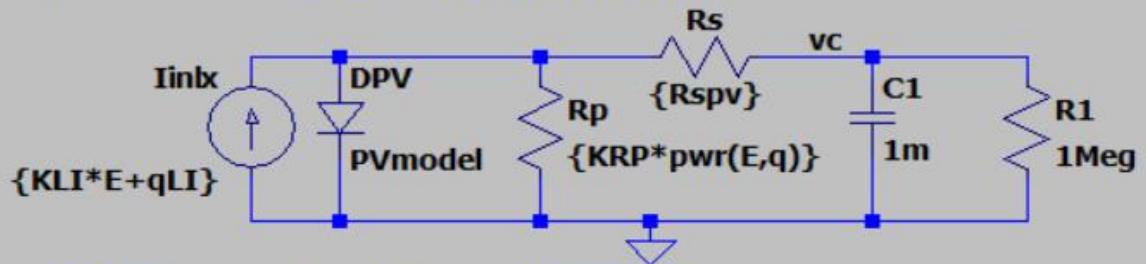 Rs
vc
Iinlx
DPV
{Rspv}
C1
Rp
R1
PVmodel
1m
1Meg
{KLI*E+qLI}
{KRP*pwr(E,q)}